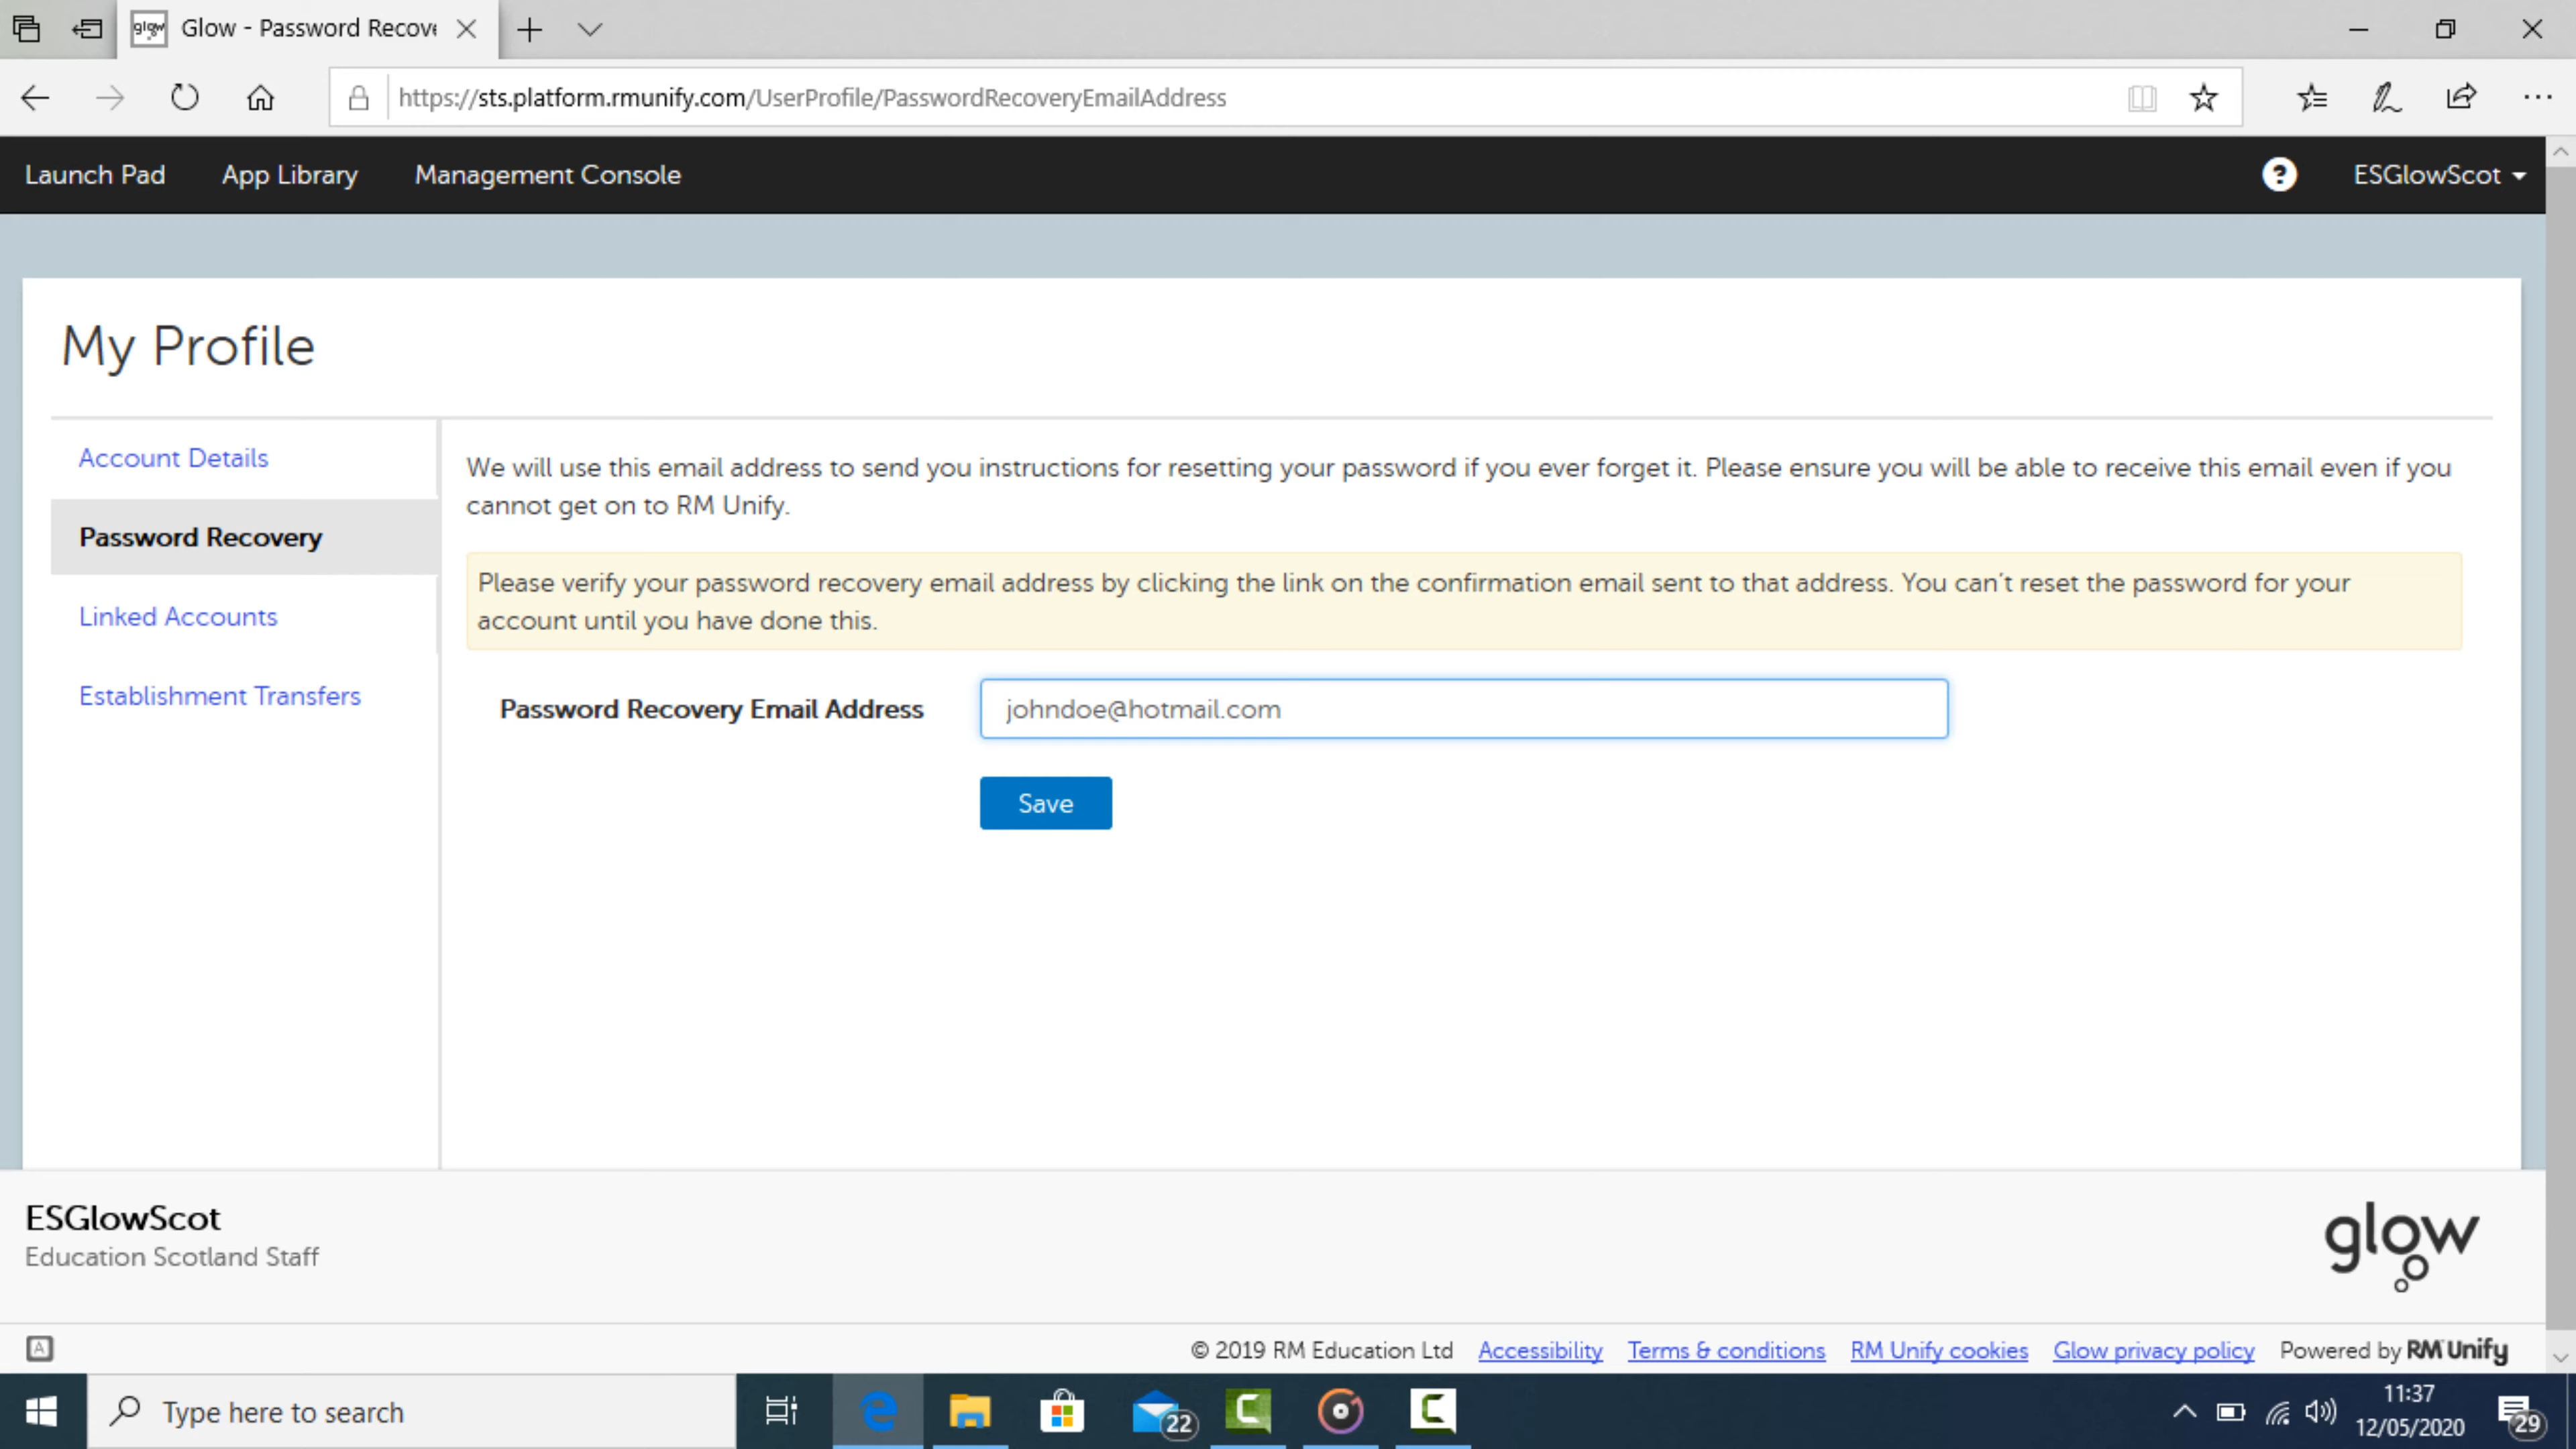 glow
Glow - Password Recove
https://sts.platform.rmunify.com/UserProfile/PasswordRecoveryEmailAddress
Launch Pad
App Library
Management Console
?
ESGlowScot
My Profile
Account Details
Password Recovery
Linked Accounts
Establishment Transfers
We will use this email address to send you instructions for resetting your password if you ever forget it. Please ensure you will be able to receive this email even if you
cannot get on to RM Unify.
Please verify your password recovery email address by clicking the link on the confirmation email sent to that address. You can't reset the password for your
account until you have done this.
Password Recovery Email Address
johndoe@hotmail.com
Save
ESGlowScot
Education Scotland Staff
glow
A
© 2019 RM Education Ltd
Accessibility
Terms & conditions
RM Unify cookies
Glow privacy policy
Powered by RM Unify
Type here to search
22
11:37
12/05/2020
29